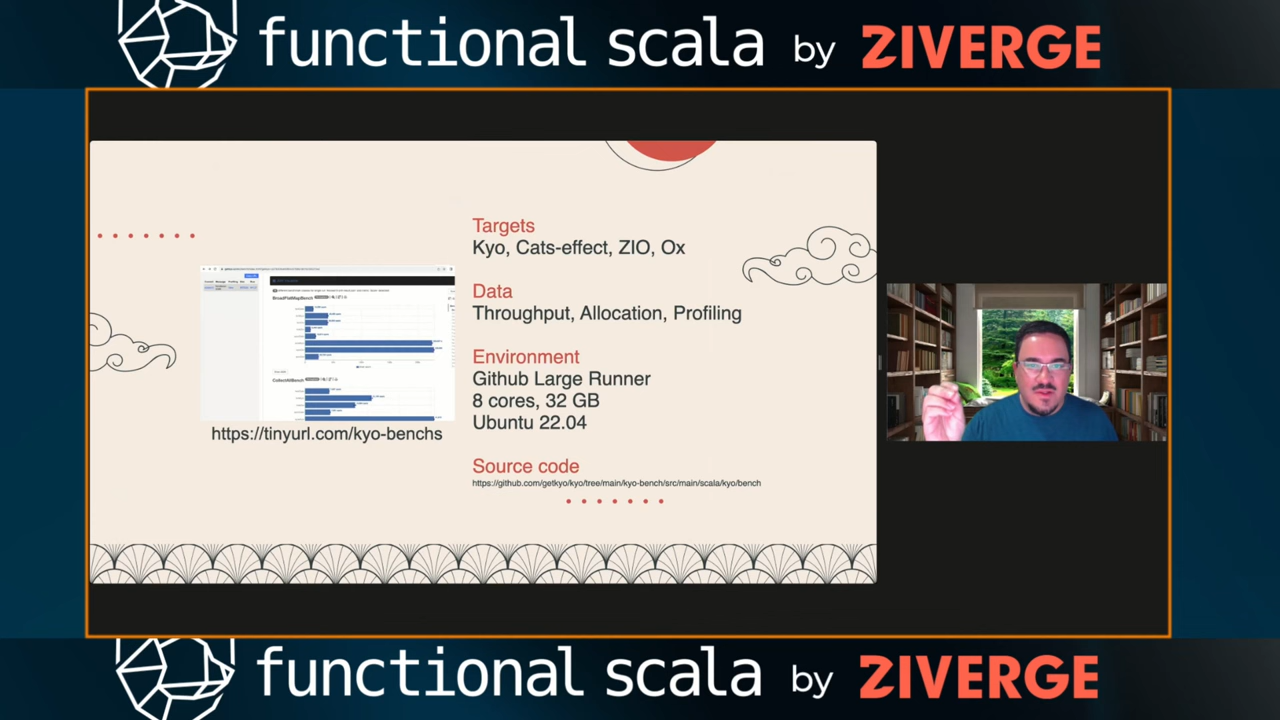 functional scala by ZIVERGE
Targets
Kyo, Cats-effect, ZIO, Ox
Data
Throughput, Allocation, Profiling
Environment
Github Large Runner
8 cores, 32 GB
Ubuntu 22.04
Source code
https://github.com/getkyo/kyo/tree/main/kyo-bench/src/main/scala/kyo/bench
BroadFlatMapBench
CollectAllBench
https://tinyurl.com/kyo-benchs
functional scala by ZIVERGE